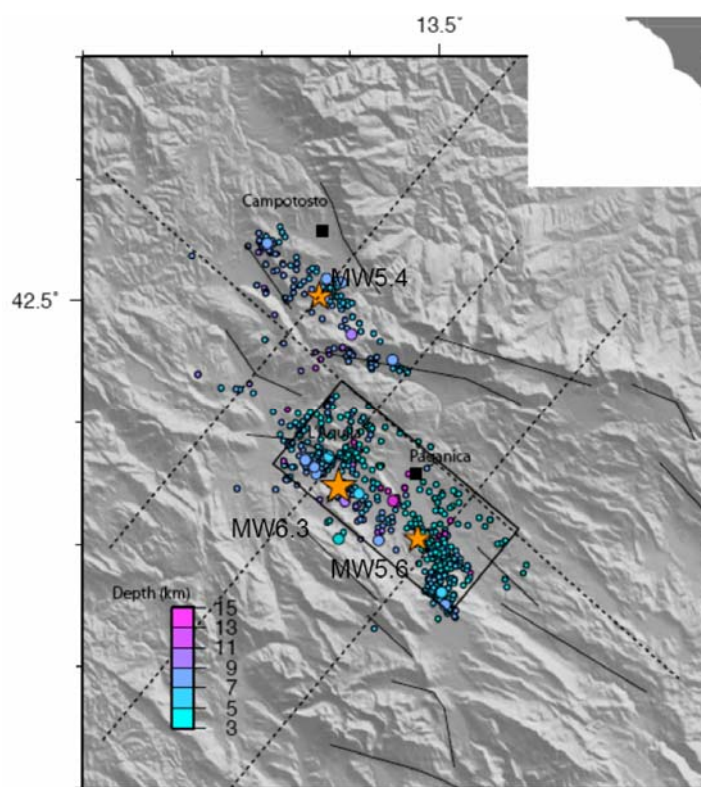 13.5°
Campotosto
MW5.4
42.5°
L'Aquila
Paganica
MW6.3
MW5.6
Depth (km)
15
13
11
9
7
5
3